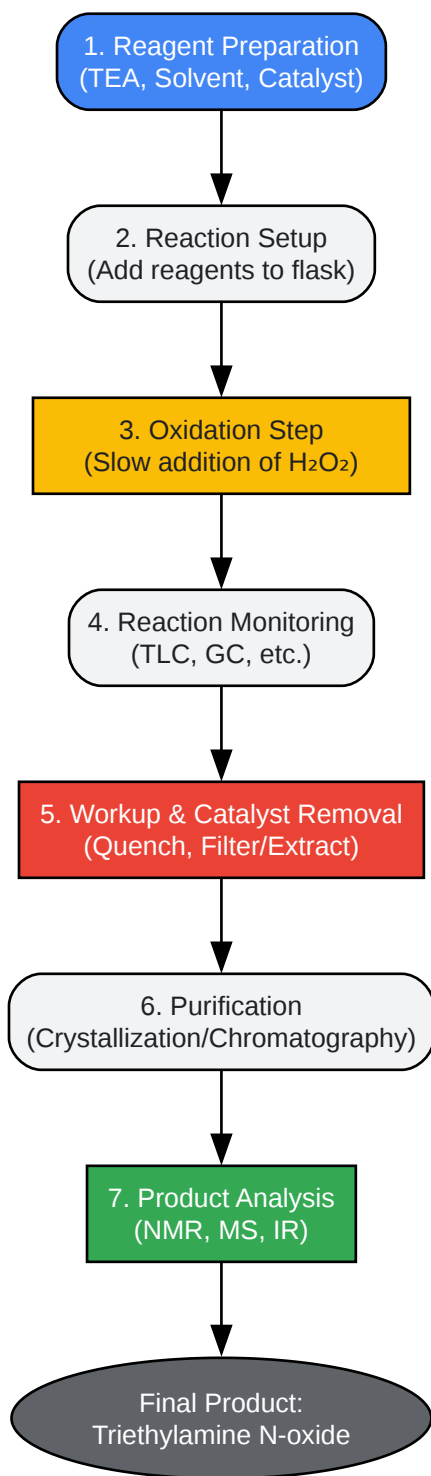 1. Reagent Preparation
(TEA, Solvent, Catalyst)
2. Reaction Setup
(Add reagents to flask)
3. Oxidation Step
(Slow addition of H₂O₂)
4. Reaction Monitoring
(TLC, GC, etc.)
5. Workup & Catalyst Removal
(Quench, Filter/Extract)
6. Purification
(Crystallization/Chromatography)
7. Product Analysis
(NMR, MS, IR)
Final Product:
Triethylamine N-oxide